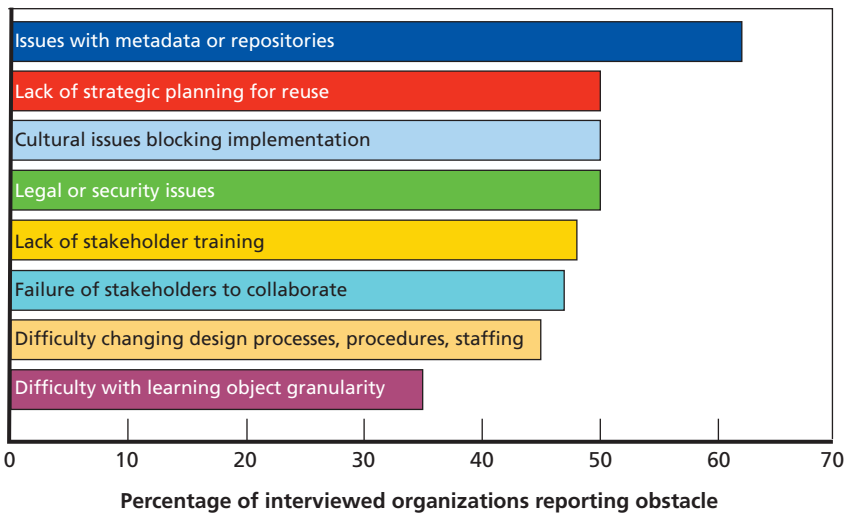 Issues with metadata or repositories
Lack of strategic planning for reuse
Cultural issues blocking implementation
Legal or security issues
Lack of stakeholder training
Failure of stakeholders to collaborate
Difficulty changing design processes, procedures, staffing
Difficulty with learning object granularity
0 10 20 30 40 50 60 70
Percentage of interviewed organizations reporting obstacle